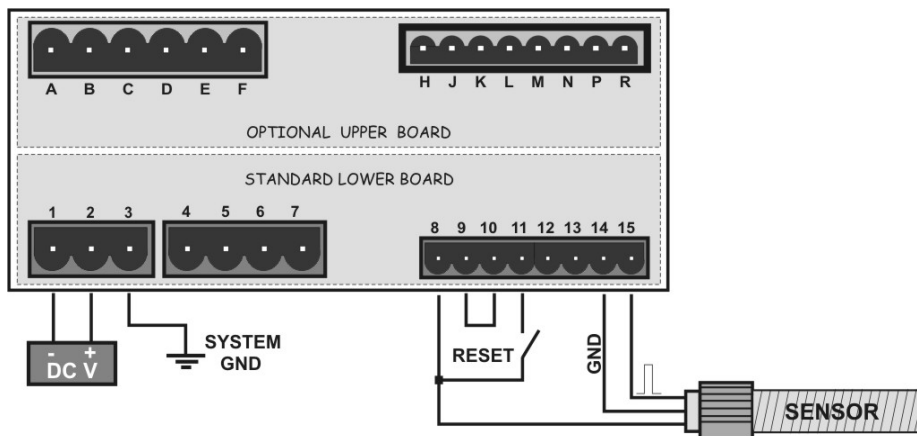 A B C D E F
H J K L M N P R
OPTIONAL UPPER BOARD
STANDARD LOWER BOARD
1 2 3
4 5 6 7
8 9 10 11 12 13 14 15
- +
DC V
SYSTEM
GND
RESET
GND
SENSOR